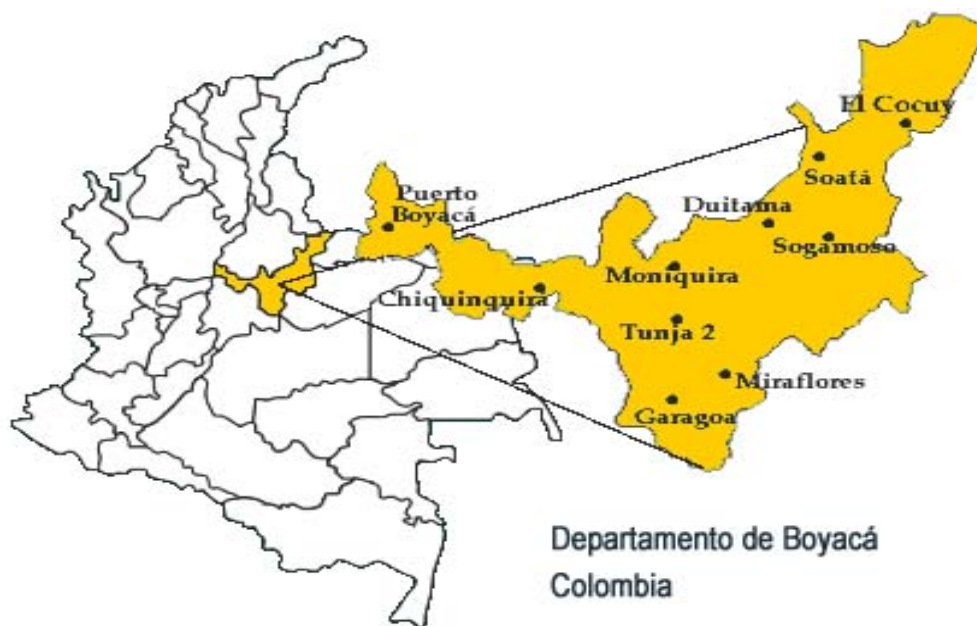 El Cocuy
Soatá
Puerto
Boyacá
Duitama
Sogamoso
Moniquira
Chiquinquira
Tunja 2
Miraflores
Garagoa
Departamento de Boyacá
Colombia